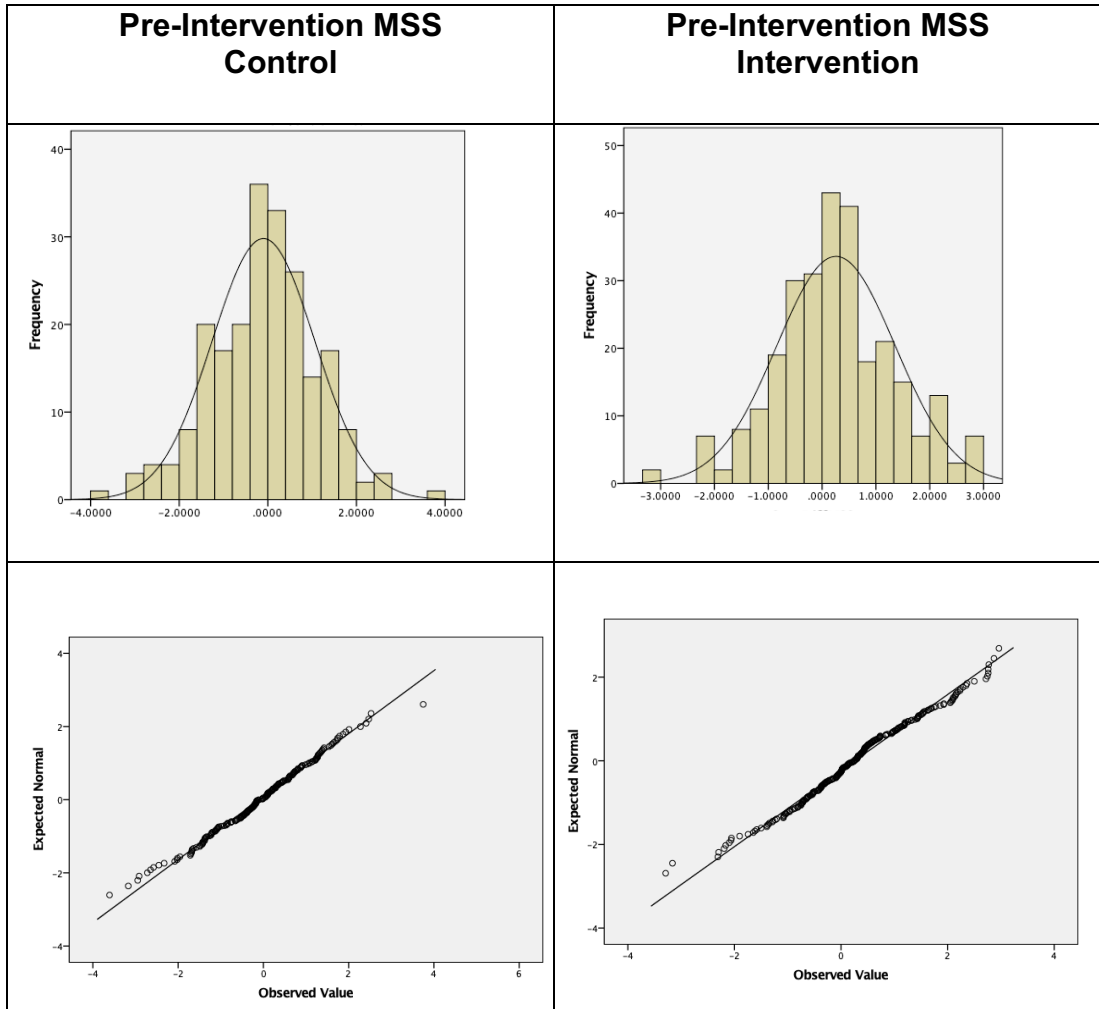 Pre-Intervention MSS
Control
Pre-Intervention MSS
Intervention
Frequency
40
30
20
10
0
-4.0000 -2.0000 .0000 2.0000 4.0000
Frequency
50
40
30
20
10
0
-3.0000 -2.0000 -1.0000 .0000 1.0000 2.0000 3.0000
Expected Normal
4
2
0
-2
-4
-4 -2 0 2 4 6
Observed Value
Expected Normal
2
0
-2
-4
-4 -2 0 2 4
Observed Value